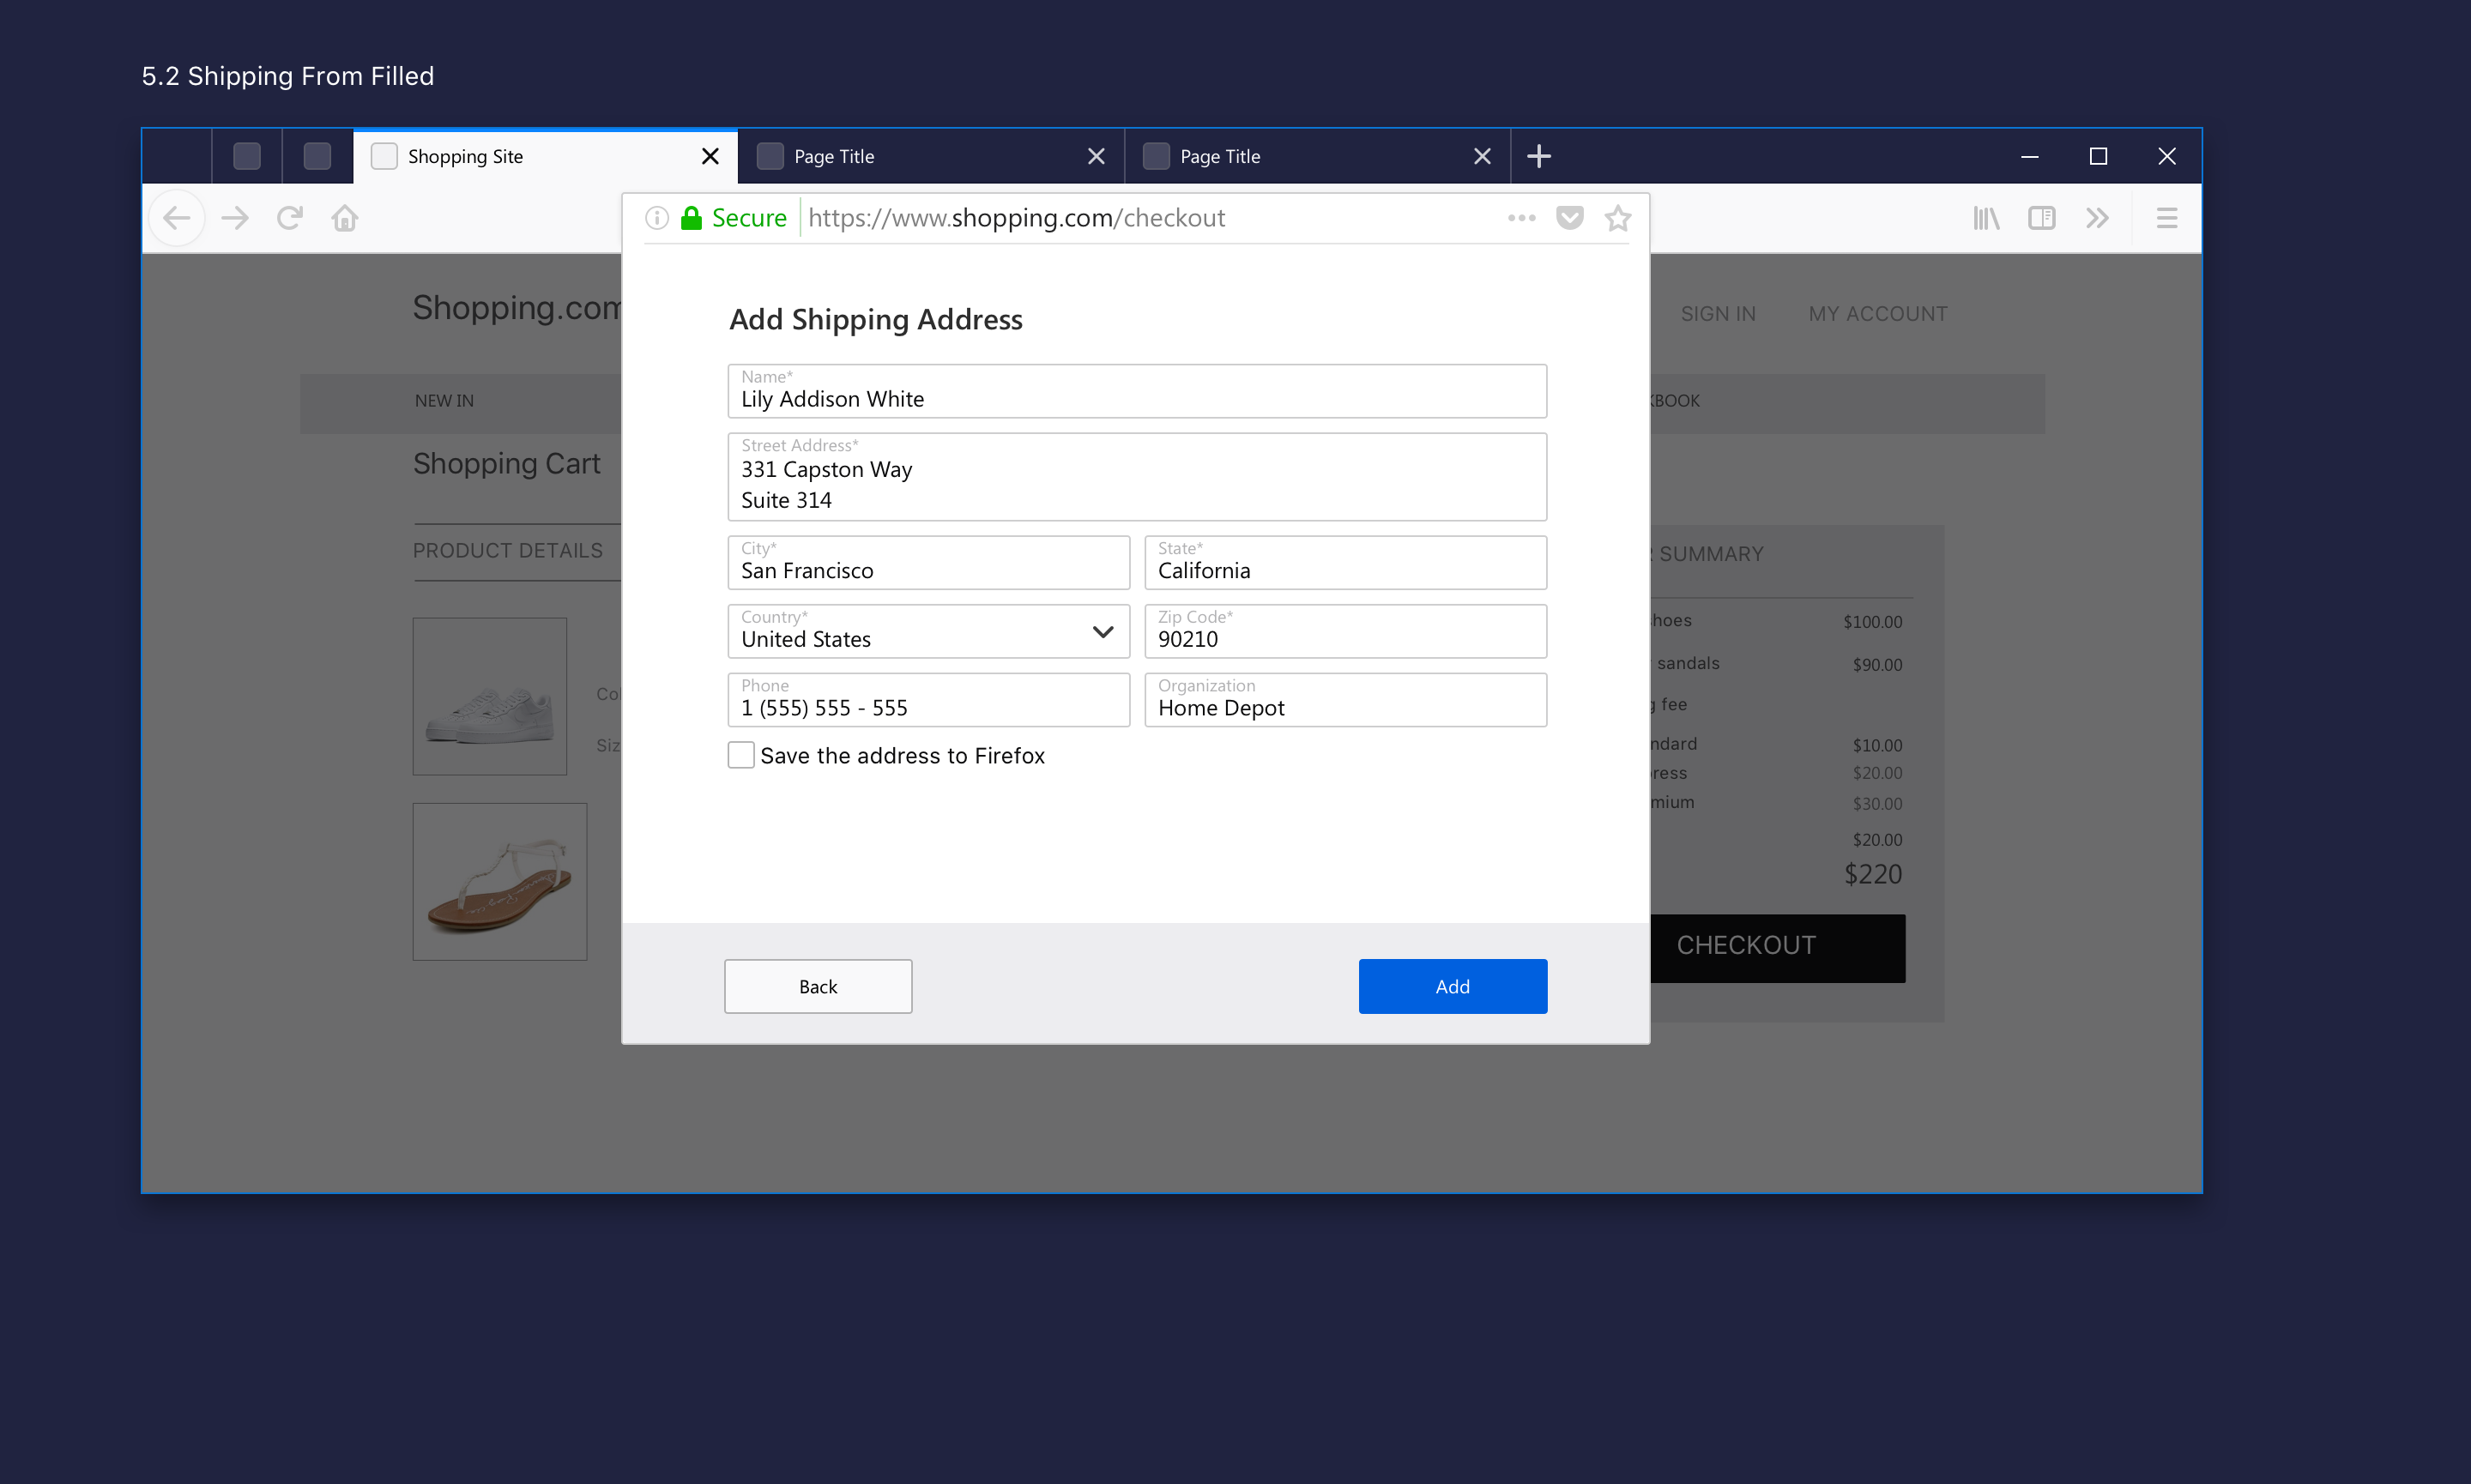 5.2 Shipping From Filled
Shopping Site
Page Title
Page Title
Secure
https://www.shopping.com/checkout
Shopping.com
SIGN IN
MY ACCOUNT
NEW IN
KBOOK
Shopping Cart
PRODUCT DETAILS
Col
Siz
Add Shipping Address
Name*
Lily Addison White
Street Address*
331 Capston Way
Suite 314
City*
San Francisco
State*
California
Country*
United States
Zip Code*
90210
Phone
1 (555) 555 - 555
Organization
Home Depot
Save the address to Firefox
Back
Add
R SUMMARY
hoes $100.00
sandals $90.00
g fee
ndard $10.00
ress $20.00
mium $30.00
$20.00
$220
CHECKOUT